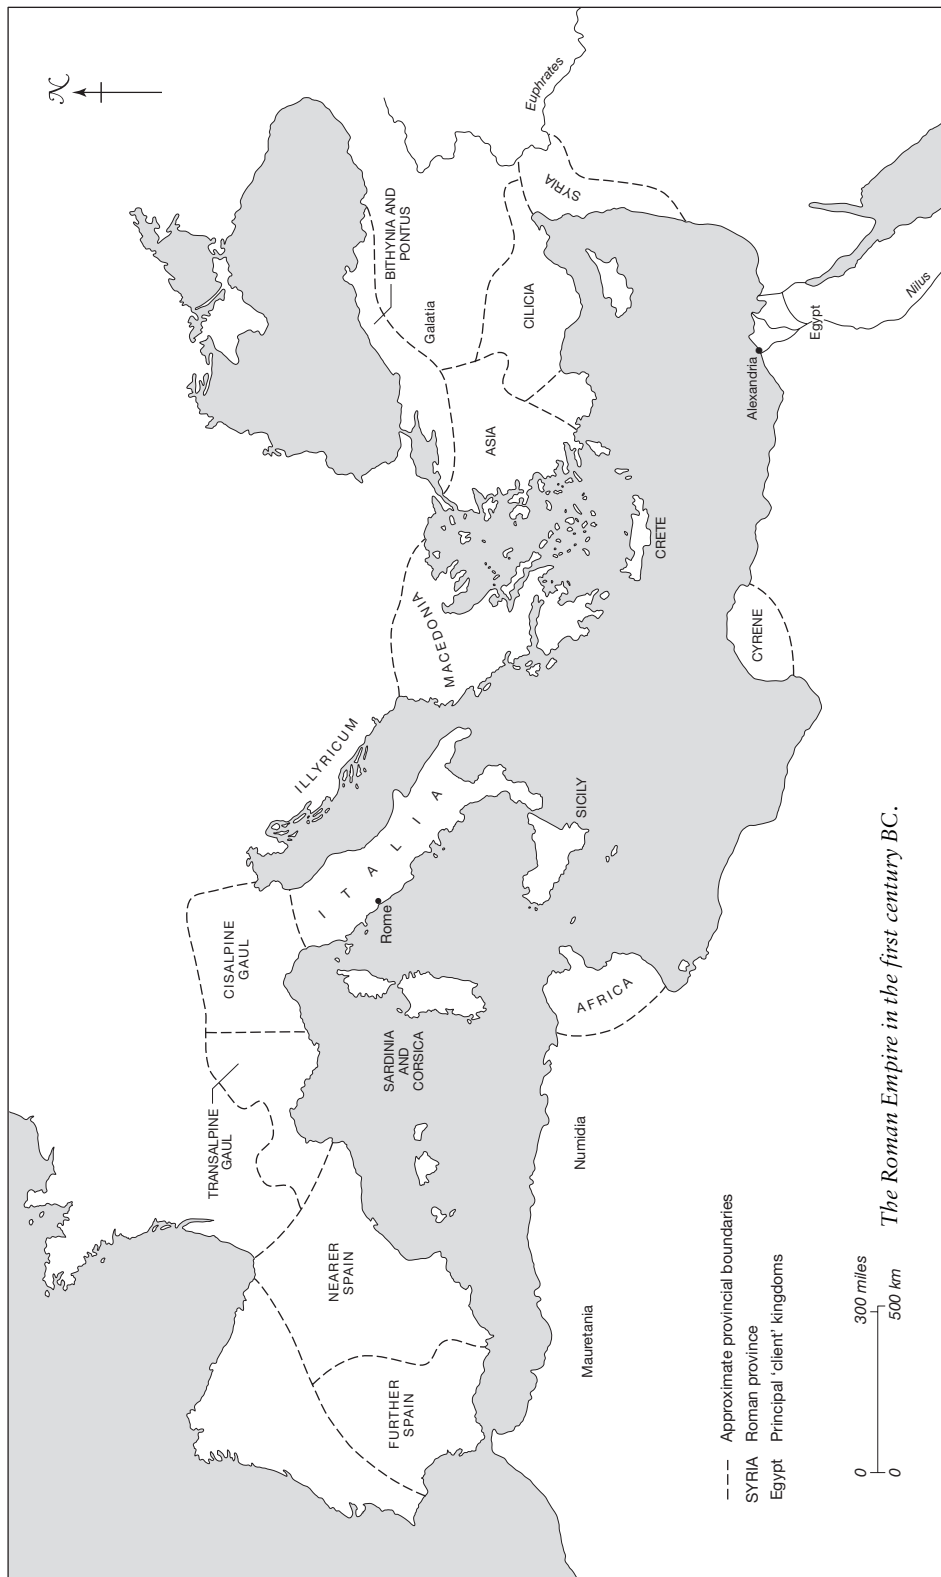 N
TRANSALPINE
GAUL
CISALPINE
GAUL
ILLYRICUM
ITALIA
Rome
NEARER
SPAIN
FURTHER
SPAIN
SARDINIA
AND
CORSICA
SICILY
MACEDONIA
BITHYNIA AND
PONTUS
Galatia
ASIA
CILICIA
SYRIA
Euphrates
CRETE
Mauretania
Numidia
AFRICA
CYRENE
Alexandria
Egypt
Nilus
Approximate provincial boundaries
SYRIA Roman province
Egypt Principal 'client' kingdoms
0 300 miles
0 500 km
The Roman Empire in the first century BC.